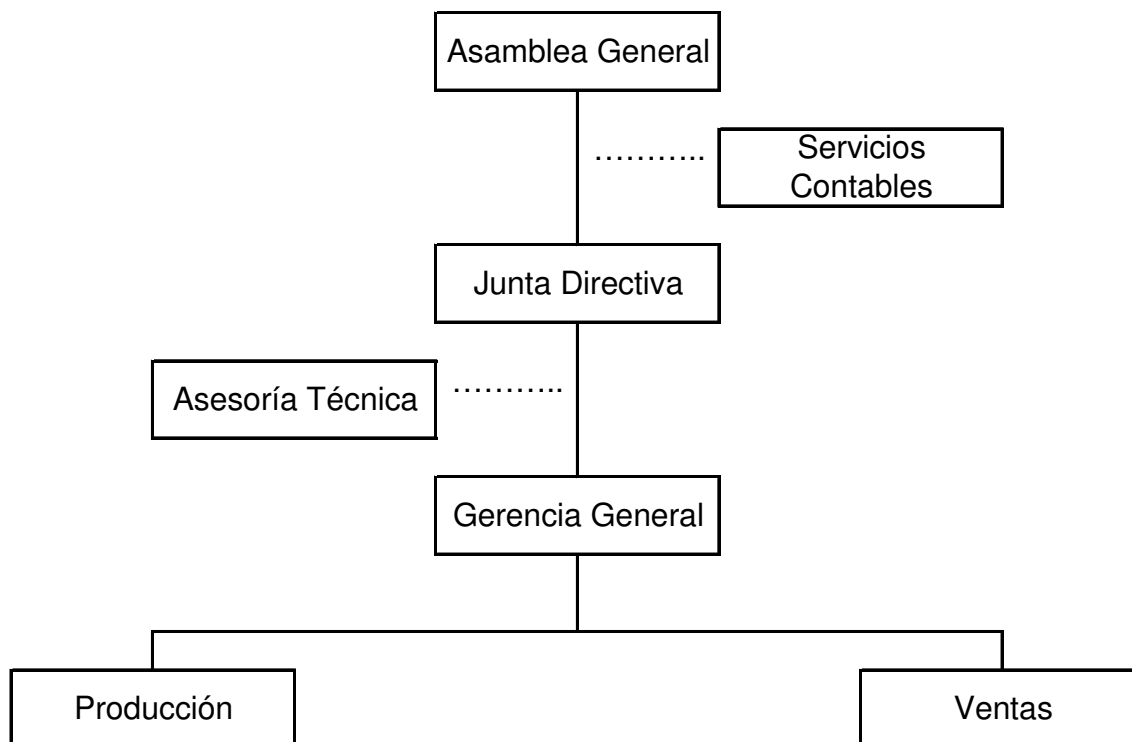 Asamblea General
Servicios
Contables
Junta Directiva
Asesoría Técnica
Gerencia General
Producción
Ventas